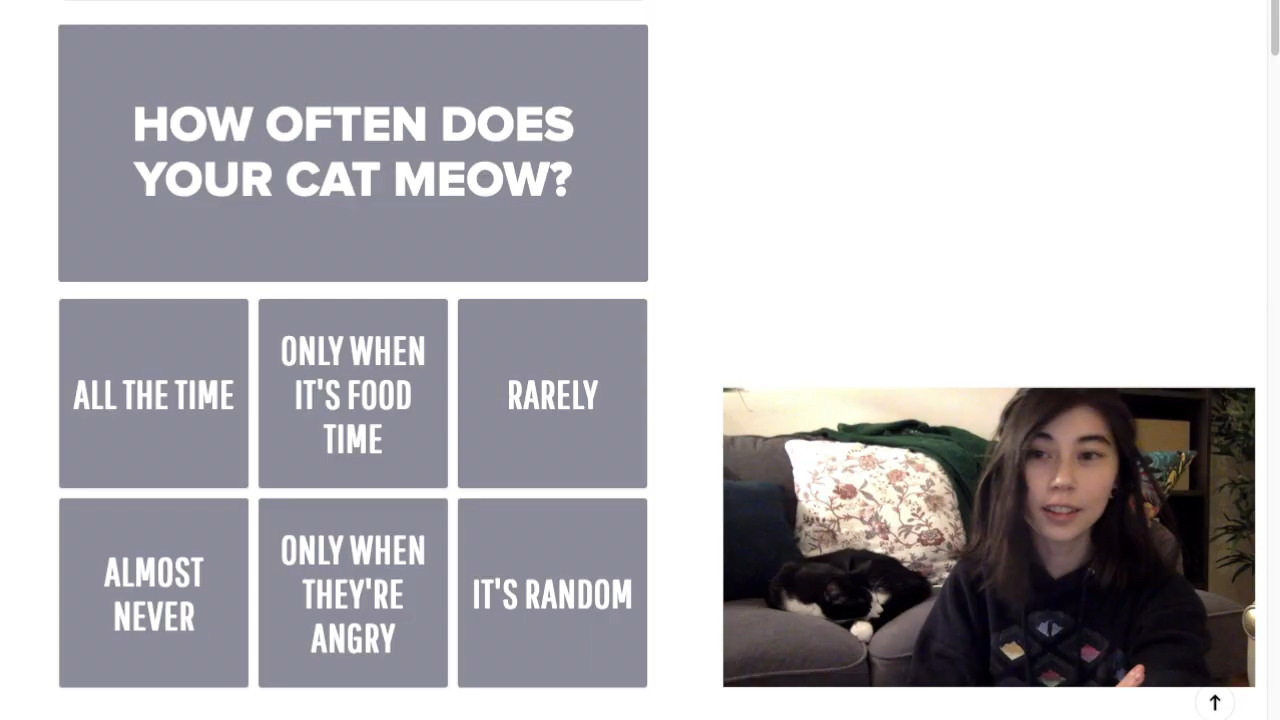 HOW OFTEN DOES
YOUR CAT MEOW?
ALL THE TIME
ONLY WHEN
IT'S FOOD
TIME
RARELY
ALMOST
NEVER
ONLY WHEN
THEY'RE
ANGRY
IT'S RANDOM